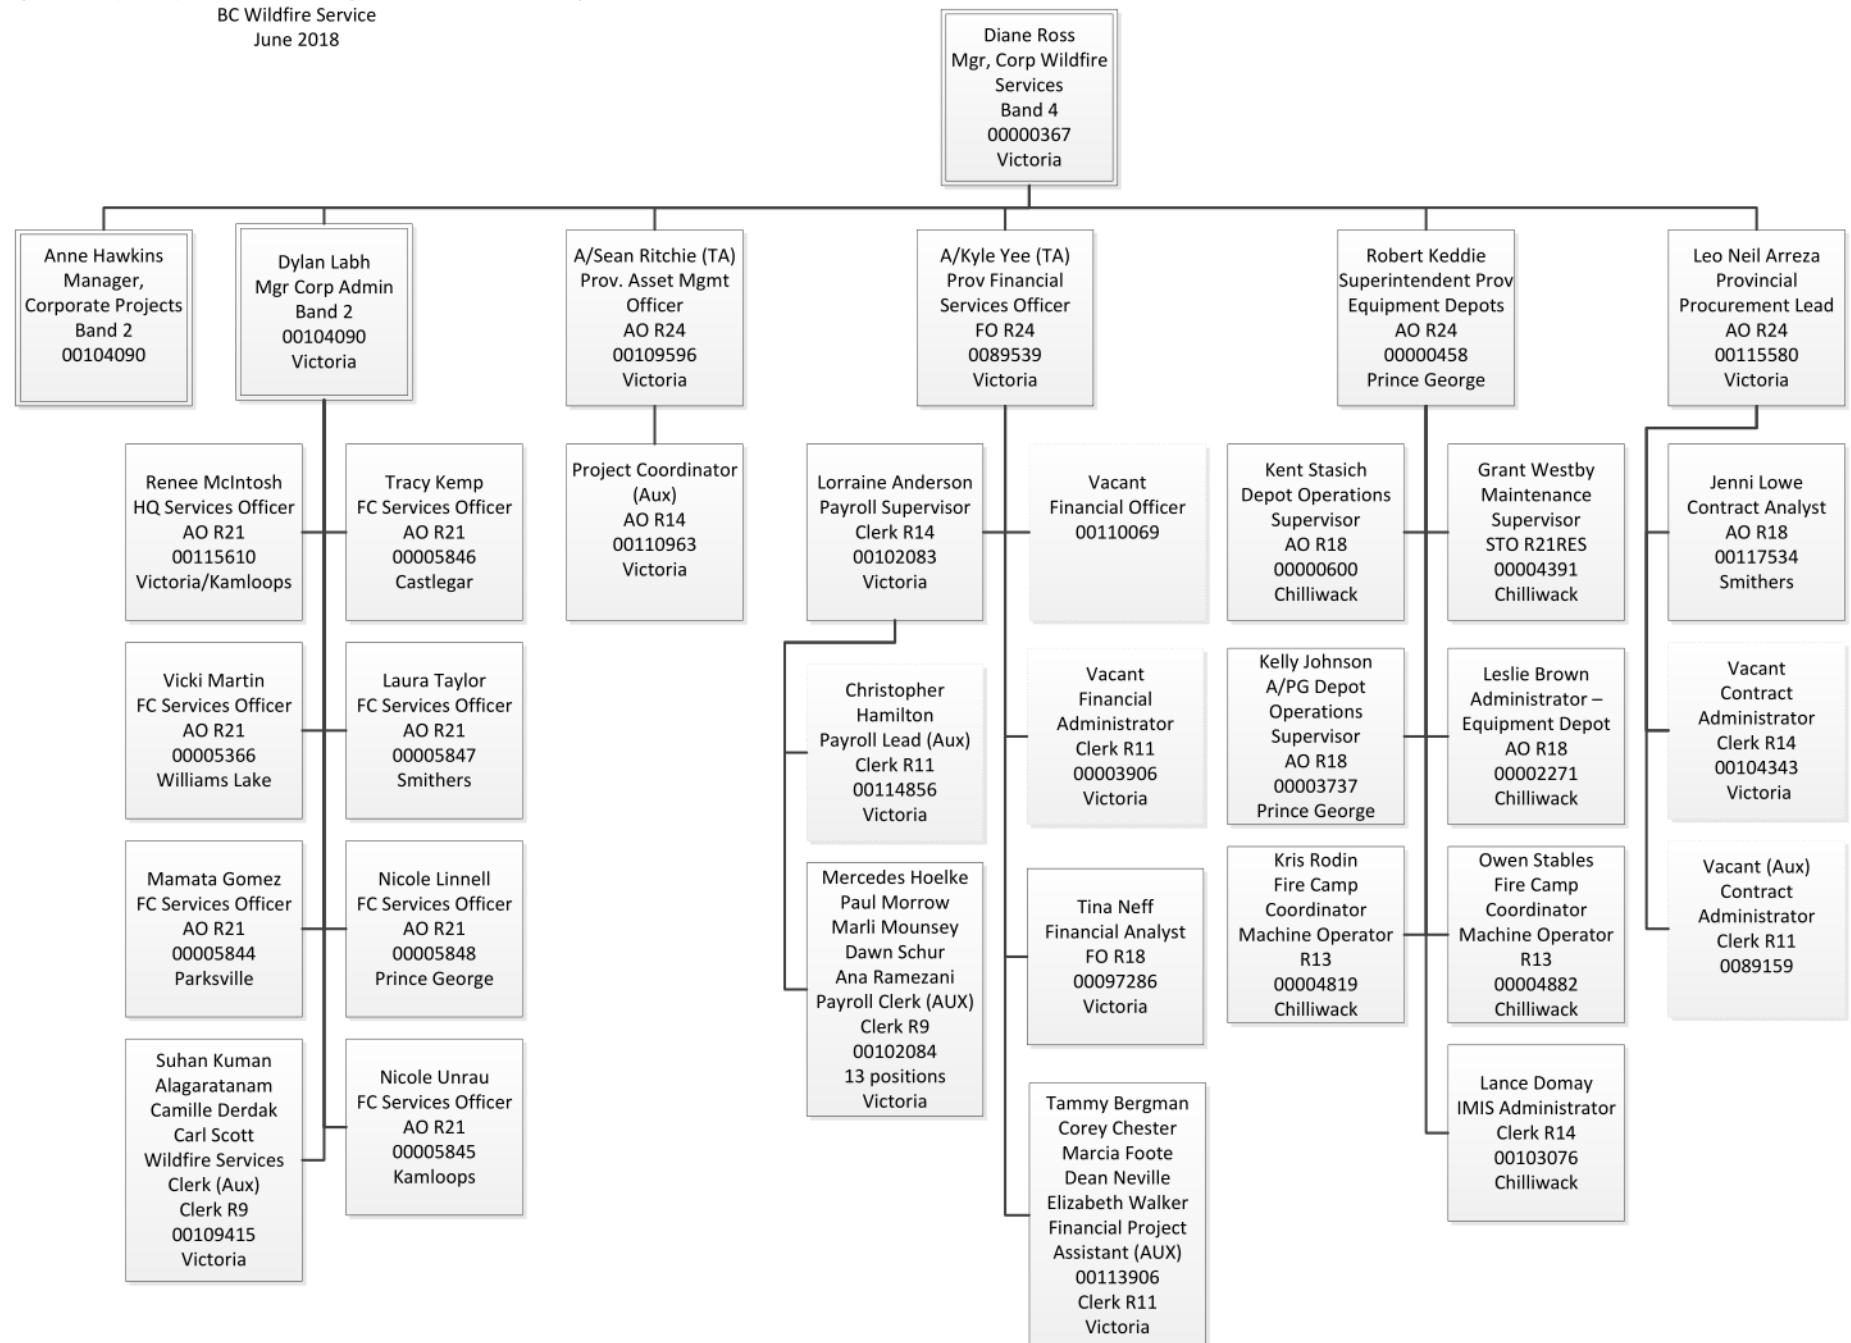 BC Wildfire Service
June 2018
Diane Ross
Mgr, Corp Wildfire
Services
Band 4
00000367
Victoria
Anne Hawkins
Manager,
Corporate Projects
Band 2
00104090
Dylan Labh
Mgr Corp Admin
Band 2
00104090
Victoria
A/Sean Ritchie (TA)
Prov. Asset Mgmt
Officer
AO R24
00109596
Victoria
A/Kyle Yee (TA)
Prov Financial
Services Officer
FO R24
0089539
Victoria
Robert Keddie
Superintendent Prov
Equipment Depots
AO R24
00000458
Prince George
Leo Neil Arreza
Provincial
Procurement Lead
AO R24
00115580
Victoria
Renee McIntosh
HQ Services Officer
AO R21
00115610
Victoria/Kamloops
Tracy Kemp
FC Services Officer
AO R21
00005846
Castlegar
Project Coordinator
(Aux)
AO R14
00110963
Victoria
Lorraine Anderson
Payroll Supervisor
Clerk R14
00102083
Victoria
Vacant
Financial Officer
00110069
Kent Stasich
Depot Operations
Supervisor
AO R18
00000600
Chilliwack
Grant Westby
Maintenance
Supervisor
STO R21RES
00004391
Chilliwack
Jenni Lowe
Contract Analyst
AO R18
00117534
Smithers
Vicki Martin
FC Services Officer
AO R21
00005366
Williams Lake
Laura Taylor
FC Services Officer
AO R21
00005847
Smithers
Christopher
Hamilton
Payroll Lead (Aux)
Clerk R11
00114856
Victoria
Vacant
Financial
Administrator
Clerk R11
00003906
Victoria
Kelly Johnson
A/PG Depot
Operations
Supervisor
AO R18
00003737
Prince George
Leslie Brown
Administrator –
Equipment Depot
AO R18
00002271
Chilliwack
Vacant
Contract
Administrator
Clerk R14
00104343
Victoria
Mamata Gomez
FC Services Officer
AO R21
00005844
Parksville
Nicole Linnell
FC Services Officer
AO R21
00005848
Prince George
Mercedes Hoelke
Paul Morrow
Marli Mounsey
Dawn Schur
Ana Ramezani
Payroll Clerk (AUX)
Clerk R9
00102084
13 positions
Victoria
Tina Neff
Financial Analyst
FO R18
00097286
Victoria
Kris Rodin
Fire Camp
Coordinator
Machine Operator
R13
00004819
Chilliwack
Owen Stables
Fire Camp
Coordinator
Machine Operator
R13
00004882
Chilliwack
Vacant (Aux)
Contract
Administrator
Clerk R11
0089159
Suhan Kuman
Alagaratanam
Camille Derdak
Carl Scott
Wildfire Services
Clerk (Aux)
Clerk R9
00109415
Victoria
Nicole Unrau
FC Services Officer
AO R21
00005845
Kamloops
Tammy Bergman
Corey Chester
Marcia Foote
Dean Neville
Elizabeth Walker
Financial Project
Assistant (AUX)
00113906
Clerk R11
Victoria
Lance Domay
IMIS Administrator
Clerk R14
00103076
Chilliwack